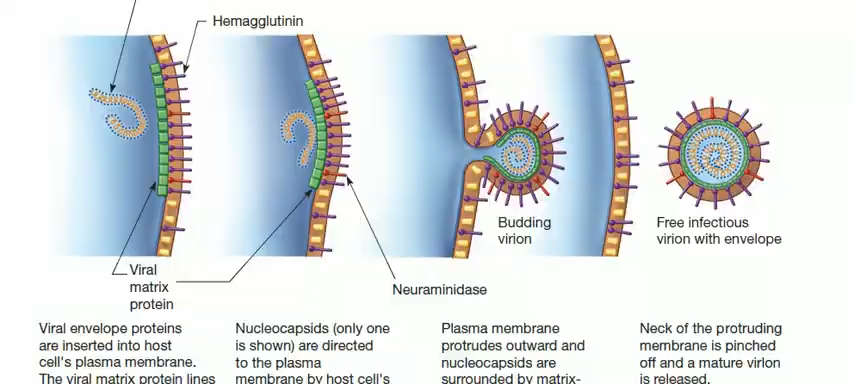 Hemagglutinin
Budding
virion
Free infectious
virion with envelope
Viral
matrix
protein
Neuraminidase
Viral envelope proteins
are inserted into host
cell's plasma membrane.
The viral matrix protein lines
Nucleocapsids (only one
is shown) are directed
to the plasma
membrane by host cell's
Plasma membrane
protrudes outward and
nucleocapsids are
surrounded by matrix-
Neck of the protruding
membrane is pinched
off and a mature virlon
is released.